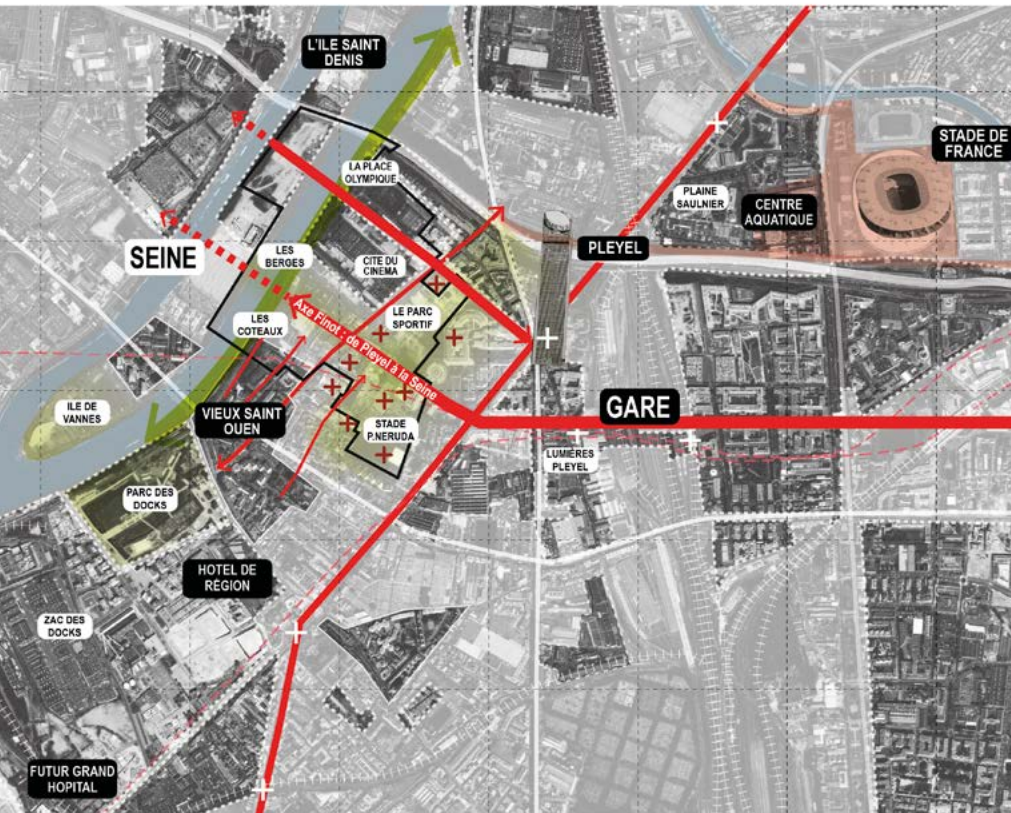 L'ILE SAINT
DENIS
STADE DE
FRANCE
LA PLACE
OLYMPIQUE
PLAINE
SAULNIER
CENTRE
AQUATIQUE
PLEYEL
SEINE
LES
BERGES
CITE DU
CINEMA
LES
COTEAUX
LE PARC
SPORTIF
Axe Finot : de Pleyel à la Seine
ILE DE
VANNES
VIEUX SAINT
OUEN
GARE
STADE
P.NERUDA
LUMIÈRES
PLEYEL
PARC DES
DOCKS
HOTEL DE
RÉGION
ZAC DES
DOCKS
FUTUR GRAND
HOPITAL